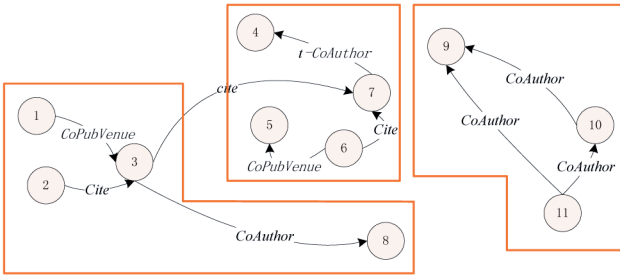 4
t-CoAuthor
9
CoAuthor
cite
7
1
CoPubVenue
5
Cite
CoAuthor
10
6
3
CoPubVenue
CoAuthor
2
Cite
11
CoAuthor
8